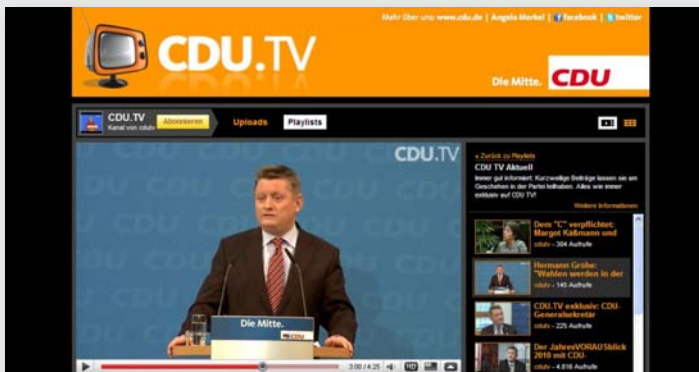 Mehr über uns: www.cdu.de | Angela Merkel | facebook | twitter
CDU.TV
Die Mitte. CDU
CDU.TV
Kanal von cdutv
Abonnieren
Uploads
Playlists
CDU.TV
« Zurück zu Playlists
CDU TV Aktuell
Immer gut informiert: Kurzweilige Beiträge lassen sie am
Geschehen in der Partei teilhaben. Alles wie immer
exklusiv auf CDU TV!
Weitere Informationen
Dem "C" verpflichtet:
Margot Käßmann und
cdutv - 384 Aufrufe
Hermann Gröhe:
"Wahlen werden in der
cdutv - 145 Aufrufe
CDU.TV exklusiv: CDU-
Generalsekretär
cdutv - 225 Aufrufe
Der JahresVORAUSblick
2010 mit CDU-
cdutv - 4.816 Aufrufe
Die Mitte.
CDU
3:00 / 4:25
HD